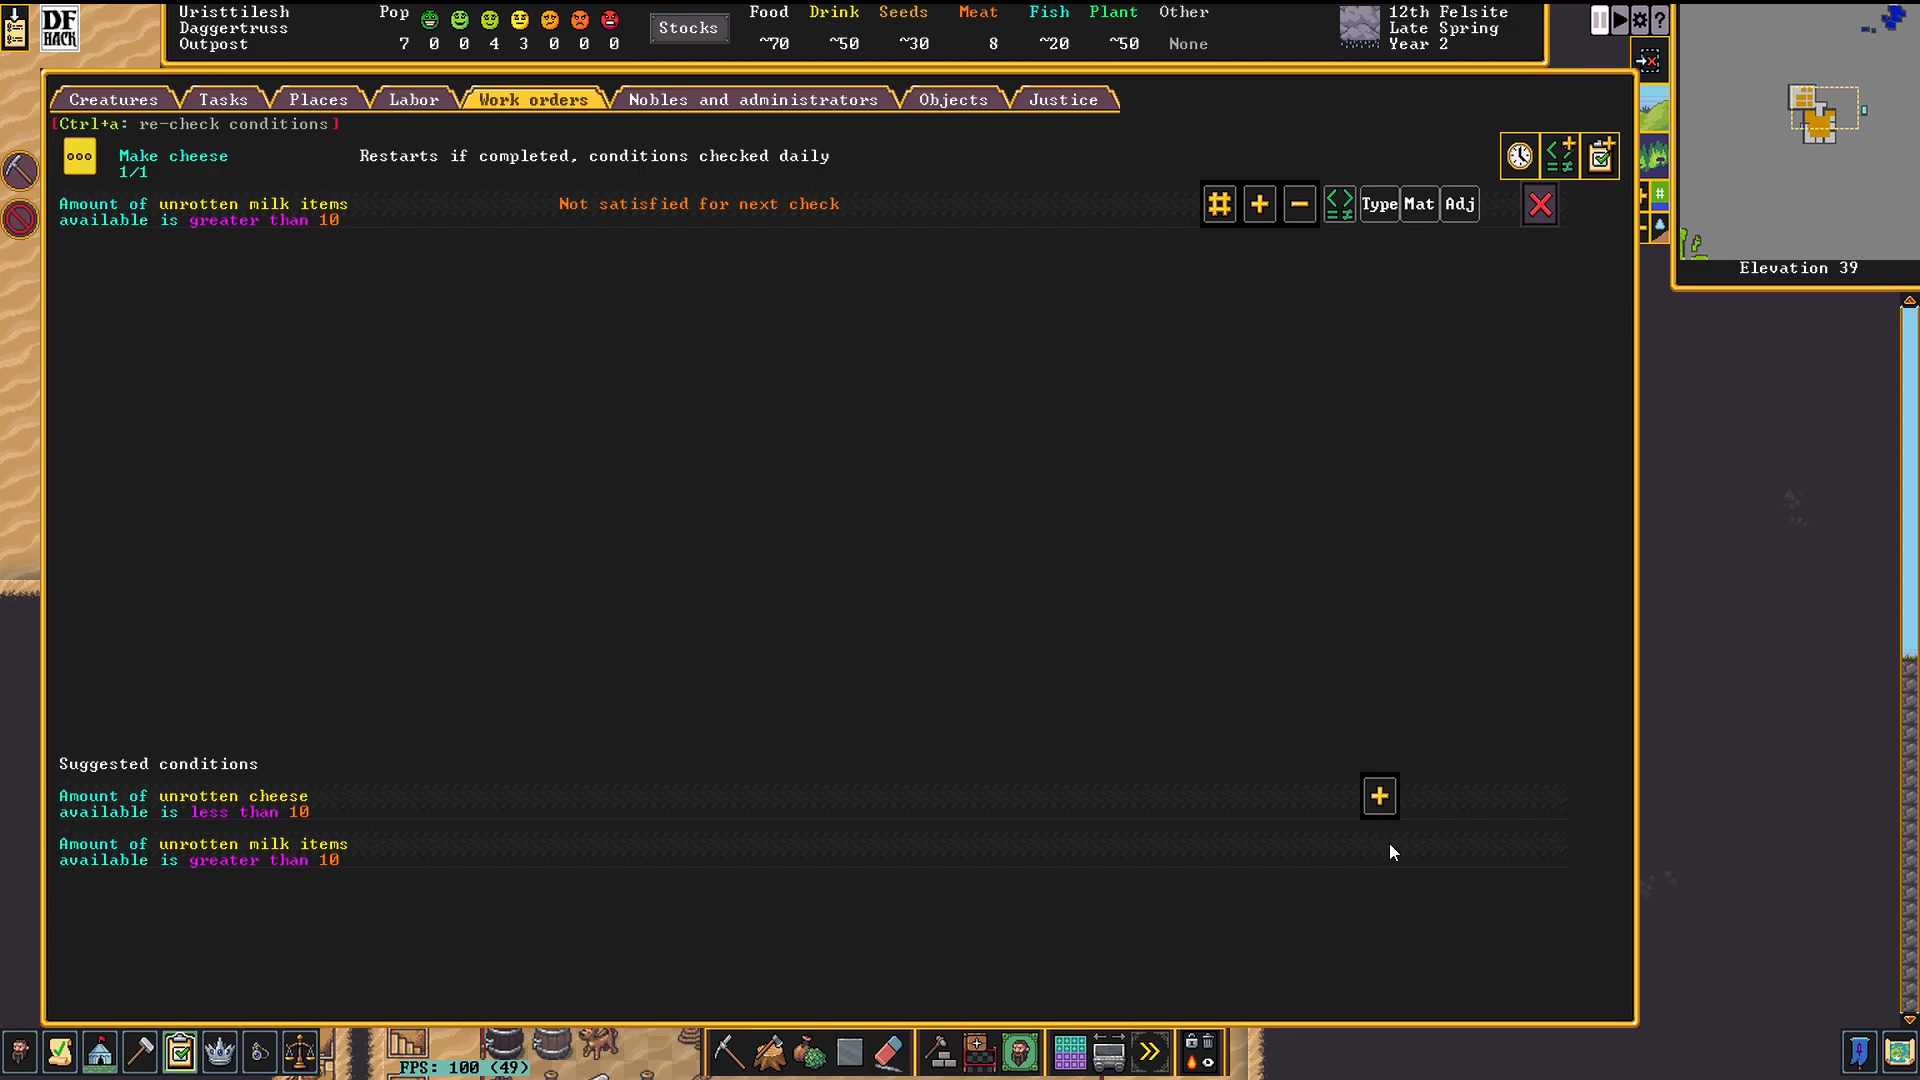 DF
HACK
Uristtilesh
Daggertruss
Outpost
Pop
7 0 0 4 3 0 0 0
Stocks
Food Drink Seeds Meat Fish Plant Other
~70 ~50 ~30 8 ~20 ~50 None
12th Felsite
Late Spring
Year 2
?
Creatures Tasks Places Labor Work orders Nobles and administrators Objects Justice
[Ctrl+a: re-check conditions]
Make cheese
1/1
Restarts if completed, conditions checked daily
Amount of unrotten milk items
available is greater than 10
Not satisfied for next check
# + − Type Mat Adj
Elevation 39
Suggested conditions
Amount of unrotten cheese
available is less than 10
+
Amount of unrotten milk items
available is greater than 10
FPS: 100 (49)